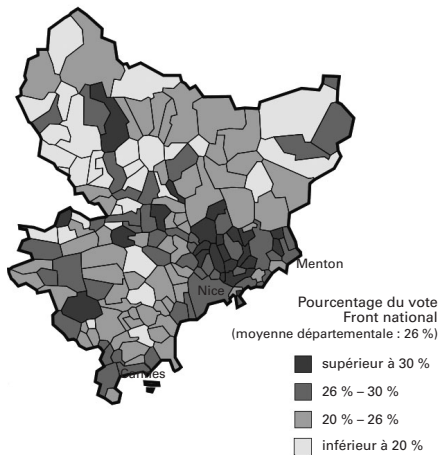 Menton
Nice
Cannes
Pourcentage du vote
Front national
(moyenne départementale : 26 %)
supérieur à 30 %
26 % – 30 %
20 % – 26 %
inférieur à 20 %